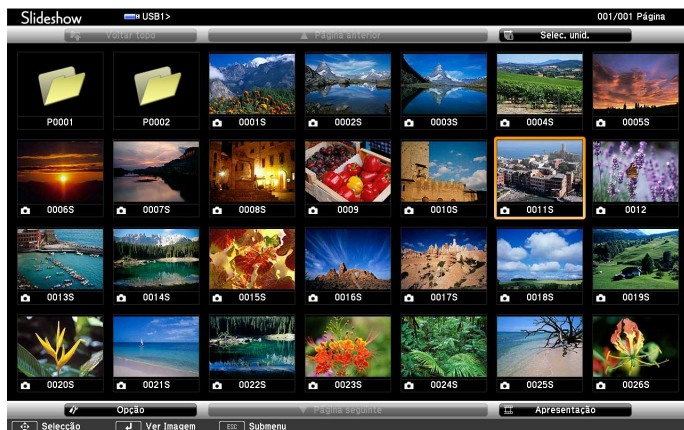 Slideshow USB1> 001/001 Página
Voltar topo Página anterior Selec. unid.
P0001 P0002 0001S 0002S 0003S 0004S 0005S
0006S 0007S 0008S 0009 0010S 0011S 0012
0013S 0014S 0015S 0016S 0017S 0018S 0019S
0020S 0021S 0022S 0023S 0024S 0025S 0026S
Opção Página seguinte Apresentação
Selecção Ver Imagem ESC Submenu